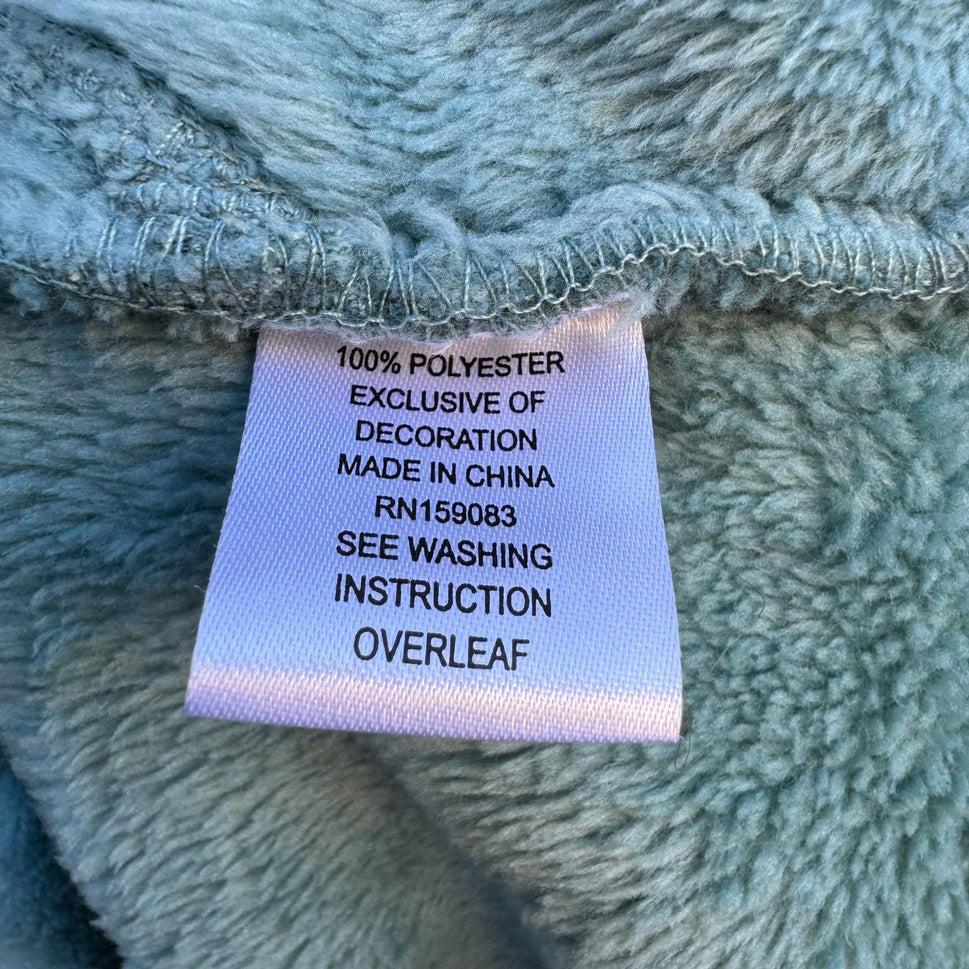 100% POLYESTER
EXCLUSIVE OF
DECORATION
MADE IN CHINA
RN159083
SEE WASHING
INSTRUCTION
OVERLEAF